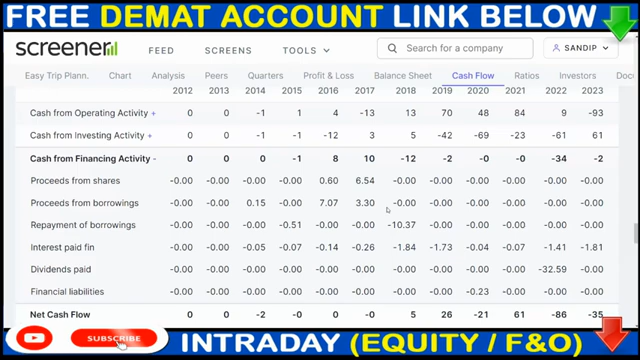 FREE DEMAT ACCOUNT LINK BELOW
screener FEED SCREENS TOOLS Search for a company SANDIP
Easy Trip Plann. Chart Analysis Peers Quarters Profit & Loss Balance Sheet Cash Flow Ratios Investors Doc
2012 2013 2014 2015 2016 2017 2018 2019 2020 2021 2022 2023
Cash from Operating Activity + 0 0 -1 1 4 -13 13 70 48 84 9 -93
Cash from Investing Activity + 0 0 -1 -1 -12 3 5 -42 -69 -23 -61 61
Cash from Financing Activity - 0 0 0 -1 8 10 -12 -2 -0 -0 -34 -2
Proceeds from shares -0.00 -0.00 -0.00 -0.00 0.60 6.54 -0.00 -0.00 -0.00 -0.00 -0.00 -0.00
Proceeds from borrowings -0.00 -0.00 0.15 -0.00 7.07 3.30 -0.00 -0.00 -0.00 -0.00 -0.00 -0.00
Repayment of borrowings -0.00 -0.00 -0.00 -0.51 -0.00 -0.00 -10.37 -0.00 -0.00 -0.00 -0.00 -0.00
Interest paid fin -0.00 -0.00 -0.05 -0.07 -0.14 -0.26 -1.84 -1.73 -0.04 -0.07 -1.41 -1.81
Dividends paid -0.00 -0.00 -0.00 -0.00 -0.00 -0.00 -0.00 -0.00 -0.00 -0.00 -32.59 -0.00
Financial liabilities -0.00 -0.00 -0.00 -0.00 -0.00 -0.00 -0.00 -0.00 -0.23 -0.00 -0.00 -0.00
Net Cash Flow 0 0 -2 0 -0 -0 5 26 -21 61 -86 -35
SUBSCRIBE INTRADAY (EQUITY / F&O)